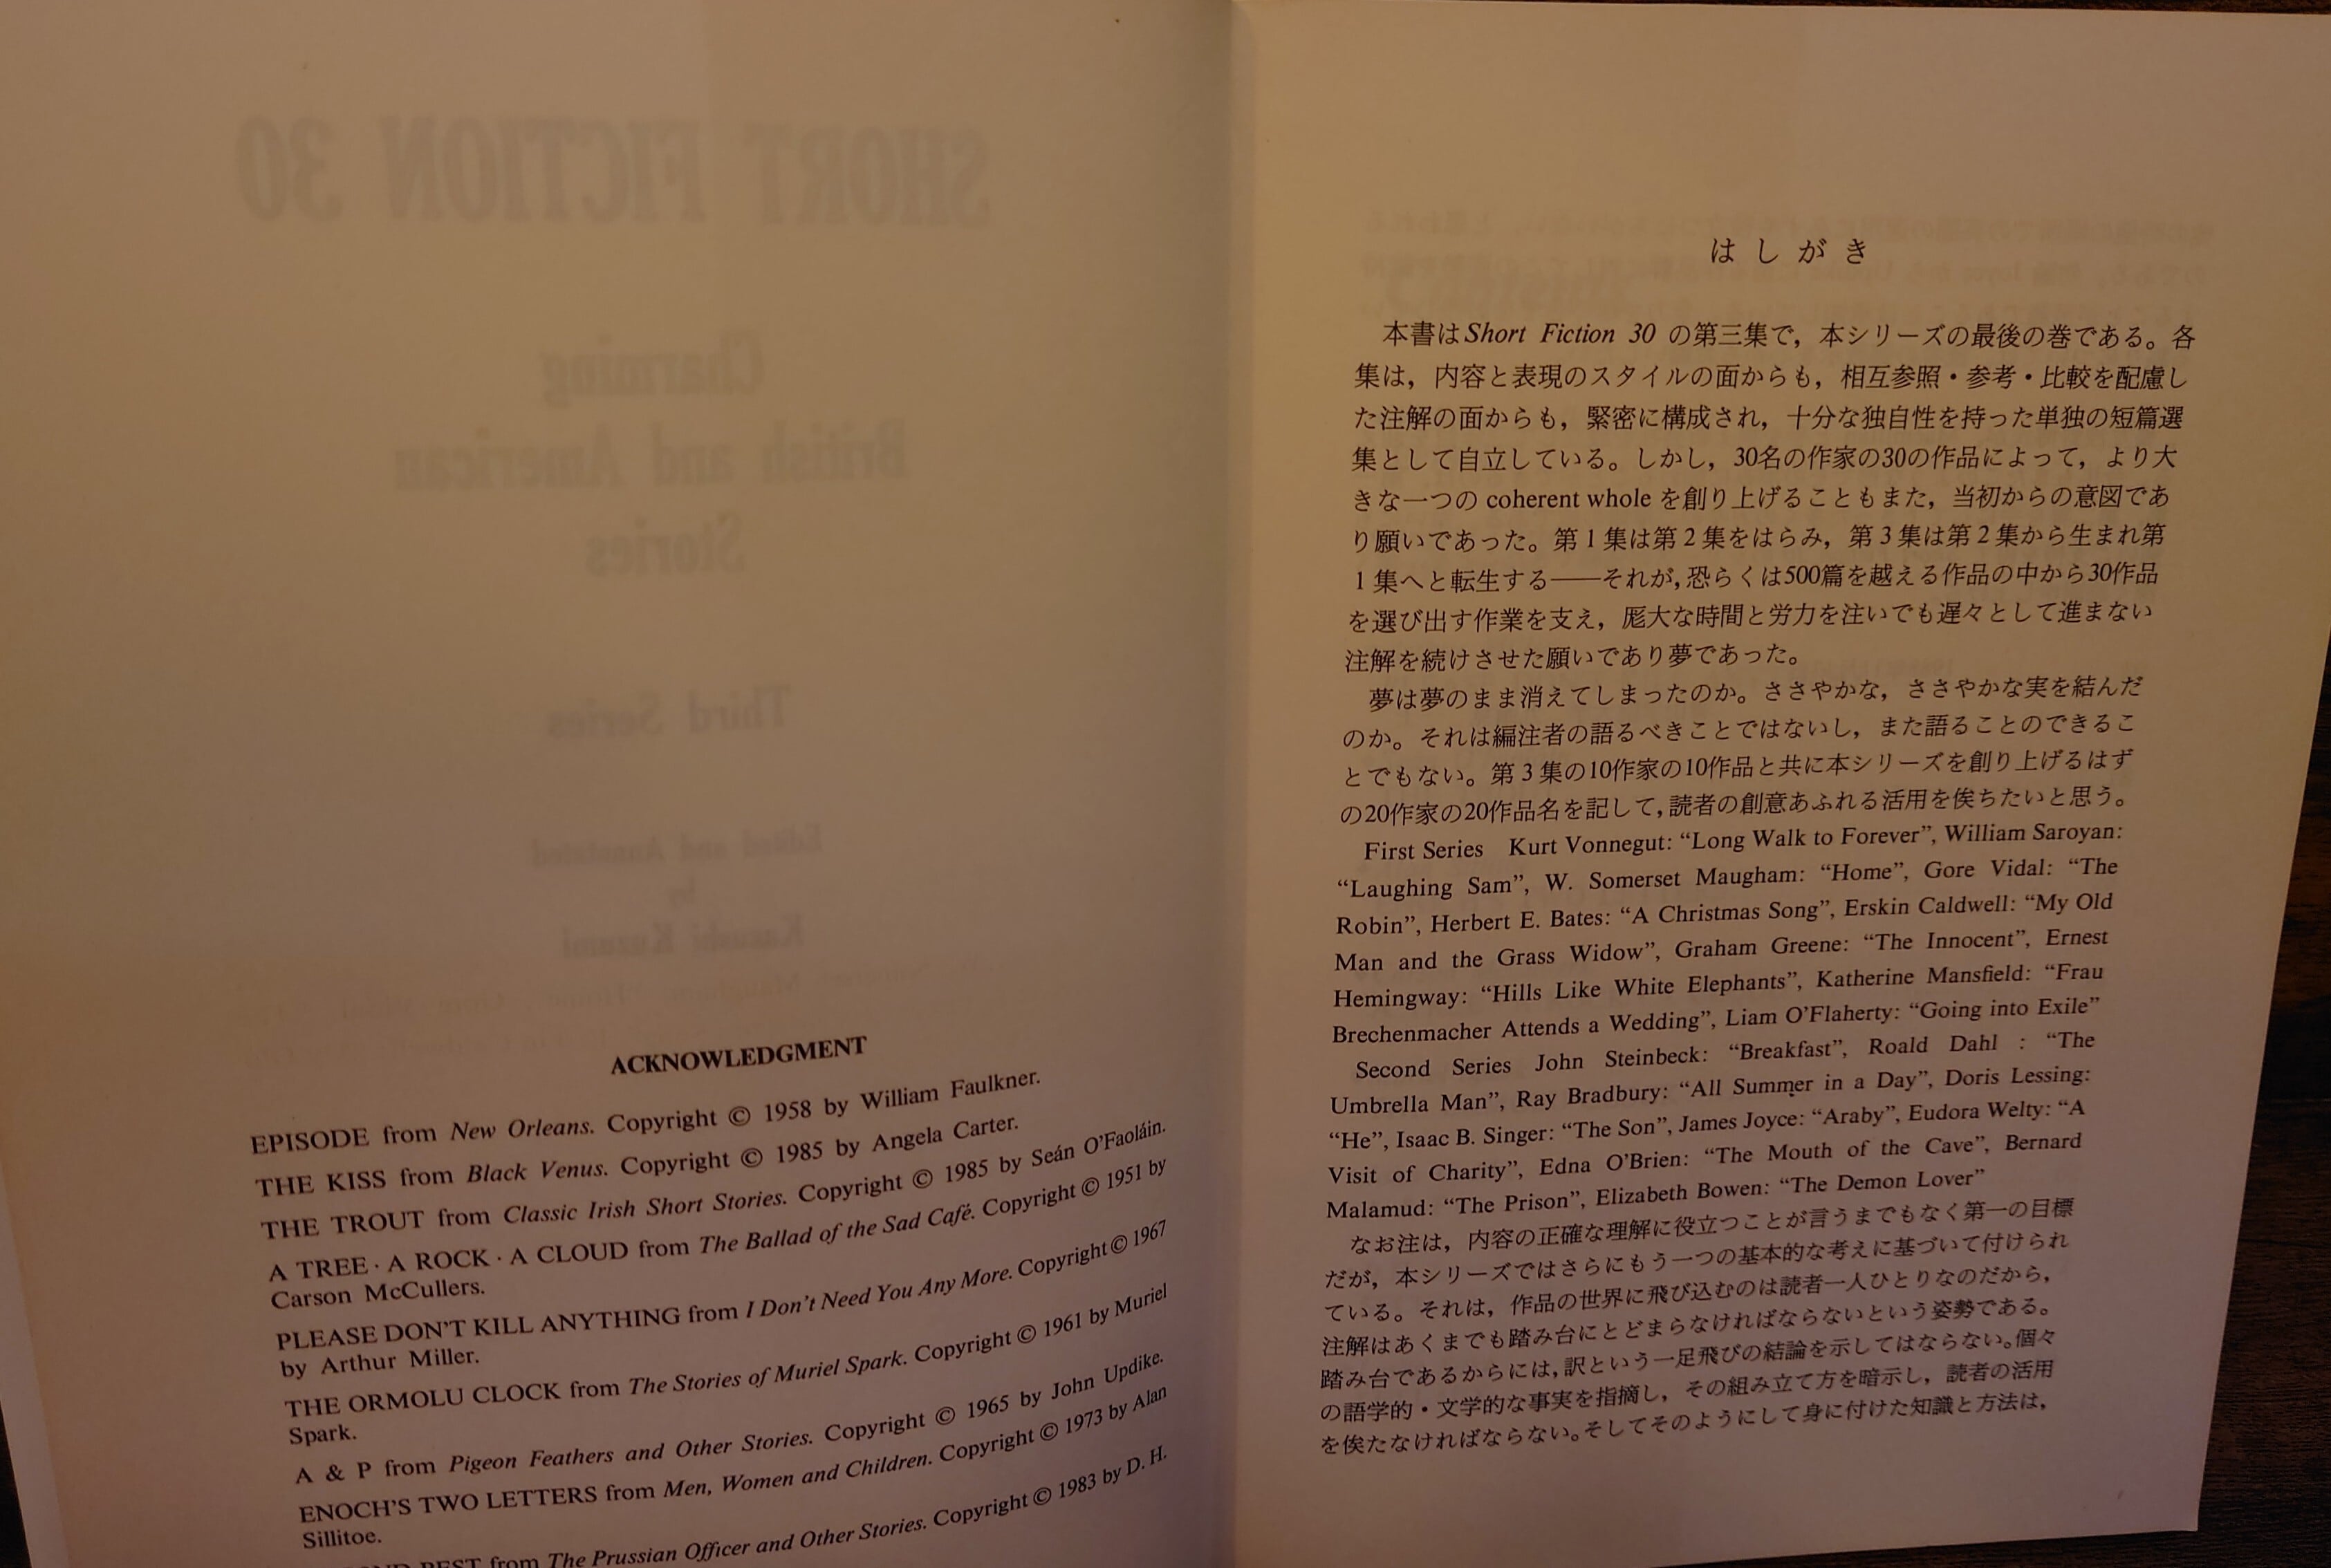 ACKNOWLEDGMENT
EPISODE from New Orleans. Copyright © 1958 by William Faulkner.
THE KISS from Black Venus. Copyright © 1985 by Angela Carter.
THE TROUT from Classic Irish Short Stories. Copyright © 1985 by Seán O'Faoláin.
A TREE · A ROCK · A CLOUD from The Ballad of the Sad Café. Copyright © 1951 by
Carson McCullers.
PLEASE DON'T KILL ANYTHING from I Don't Need You Any More. Copyright © 1967
by Arthur Miller.
THE ORMOLU CLOCK from The Stories of Muriel Spark. Copyright © 1961 by Muriel
Spark.
A & P from Pigeon Feathers and Other Stories. Copyright © 1965 by John Updike.
ENOCH'S TWO LETTERS from Men, Women and Children. Copyright © 1973 by Alan
Sillitoe.
BEST from The Prussian Officer and Other Stories. Copyright © 1983 by D. H.
はしがき
本書はShort Fiction 30 の第三集で，本シリーズの最後の巻である。各
集は，内容と表現のスタイルの面からも，相互参照・参考・比較を配慮し
た注解の面からも，緊密に構成され，十分な独自性を持った単独の短篇選
集として自立している。しかし，30名の作家の30の作品によって，より大
きな一つの coherent whole を創り上げることもまた，当初からの意図であ
り願いであった。第1集は第2集をはらみ，第3集は第2集から生まれ第
1集へと転生する――それが，恐らくは500篇を越える作品の中から30作品
を選び出す作業を支え，厖大な時間と労力を注いでも遅々として進まない
注解を続けさせた願いであり夢であった。
夢は夢のまま消えてしまったのか。ささやかな，ささやかな実を結んだ
のか。それは編注者の語るべきことではないし，また語ることのできるこ
とでもない。第3集の10作家の10作品と共に本シリーズを創り上げるはず
の20作家の20作品名を記して，読者の創意あふれる活用を俟ちたいと思う。
First Series Kurt Vonnegut: “Long Walk to Forever”, William Saroyan:
“Laughing Sam”, W. Somerset Maugham: “Home”, Gore Vidal: “The
Robin”, Herbert E. Bates: “A Christmas Song”, Erskin Caldwell: “My Old
Man and the Grass Widow”, Graham Greene: “The Innocent”, Ernest
Hemingway: “Hills Like White Elephants”, Katherine Mansfield: “Frau
Brechenmacher Attends a Wedding”, Liam O'Flaherty: “Going into Exile”
Second Series John Steinbeck: “Breakfast”, Roald Dahl : “The
Umbrella Man”, Ray Bradbury: “All Summer in a Day”, Doris Lessing:
“He”, Isaac B. Singer: “The Son”, James Joyce: “Araby”, Eudora Welty: “A
Visit of Charity”, Edna O'Brien: “The Mouth of the Cave”, Bernard
Malamud: “The Prison”, Elizabeth Bowen: “The Demon Lover”
なお注は，内容の正確な理解に役立つことが言うまでもなく第一の目標
だが，本シリーズではさらにもう一つの基本的な考えに基づいて付けられ
ている。それは，作品の世界に飛び込むのは読者一人ひとりなのだから，
注解はあくまでも踏み台にとどまらなければならないという姿勢である。
踏み台であるからには，訳という一足飛びの結論を示してはならない。個々
の語学的・文学的な事実を指摘し，その組み立て方を暗示し，読者の活用
を俟たなければならない。そしてそのようにして身に付けた知識と方法は，